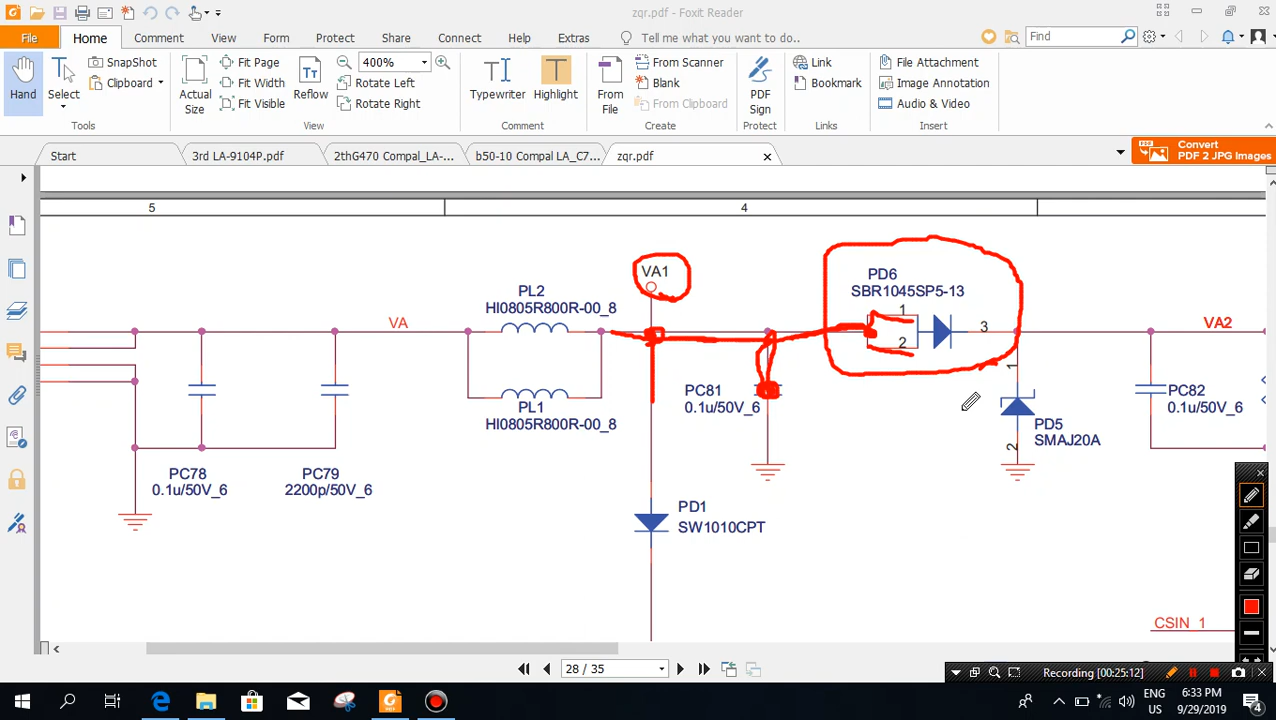 zqr.pdf - Foxit Reader
File
Home
Comment
View
Form
Protect
Share
Connect
Help
Extras
Tell me what you want to do...
Find
Hand
Select
SnapShot
Clipboard
Actual
Size
Fit Page
Fit Width
Fit Visible
Reflow
400%
Rotate Left
Rotate Right
Typewriter
Highlight
From
File
From Scanner
Blank
From Clipboard
PDF
Sign
Link
Bookmark
File Attachment
Image Annotation
Audio & Video
Tools
View
Comment
Create
Protect
Links
Insert
Start
3rd LA-9104P.pdf
2thG470 Compal_LA-...
b50-10 Compal LA_C7...
zqr.pdf
Convert
PDF 2 JPG Images
5
4
VA1
PL2
HI0805R800R-00_8
VA
PL1
HI0805R800R-00_8
PC78
0.1u/50V_6
PC79
2200p/50V_6
PC81
0.1u/50V_6
PD6
SBR1045SP5-13
1
2
3
VA2
1
2
PD5
SMAJ20A
PC82
0.1u/50V_6
PD1
SW1010CPT
CSIN_1
28 / 35
Recording [00:25:12]
ENG
US
6:33 PM
9/29/2019
4